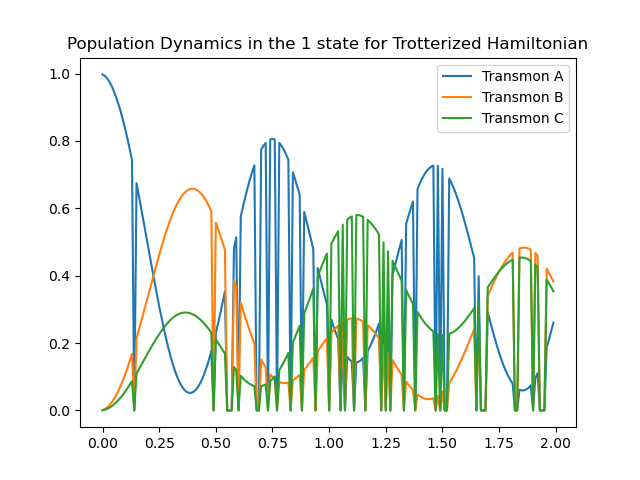 Population Dynamics in the 1 state for Trotterized Hamiltonian
1.0
0.8
0.6
0.4
0.2
0.0
Transmon A
Transmon B
Transmon C
0.00 0.25 0.50 0.75 1.00 1.25 1.50 1.75 2.00